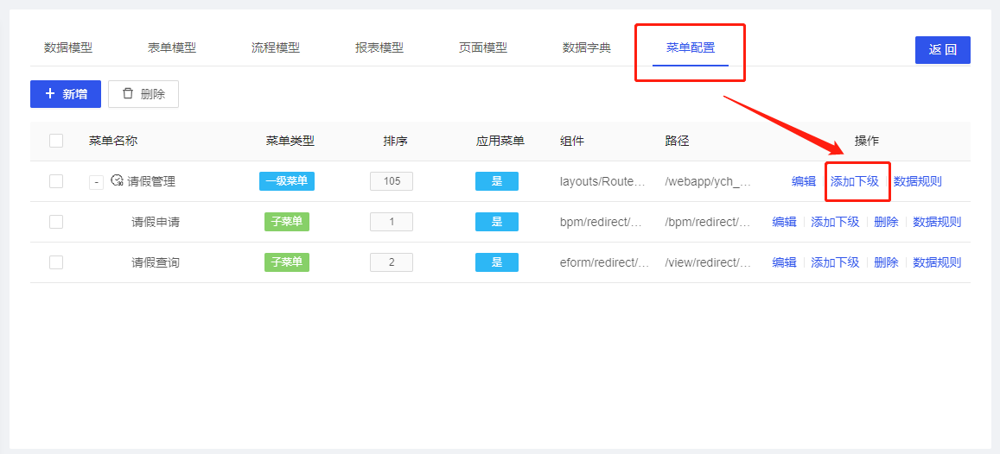 数据模型 表单模型 流程模型 报表模型 页面模型 数据字典 菜单配置 返 回
+ 新增 删除
菜单名称 菜单类型 排序 应用菜单 组件 路径 操作
- 请假管理 一级菜单 105 是 layouts/Route... /webapp/ych_... 编辑 添加下级 数据规则
请假申请 子菜单 1 是 bpm/redirect/... /bpm/redirect/... 编辑 添加下级 删除 数据规则
请假查询 子菜单 2 是 eform/redirect/... /view/redirect/... 编辑 添加下级 删除 数据规则